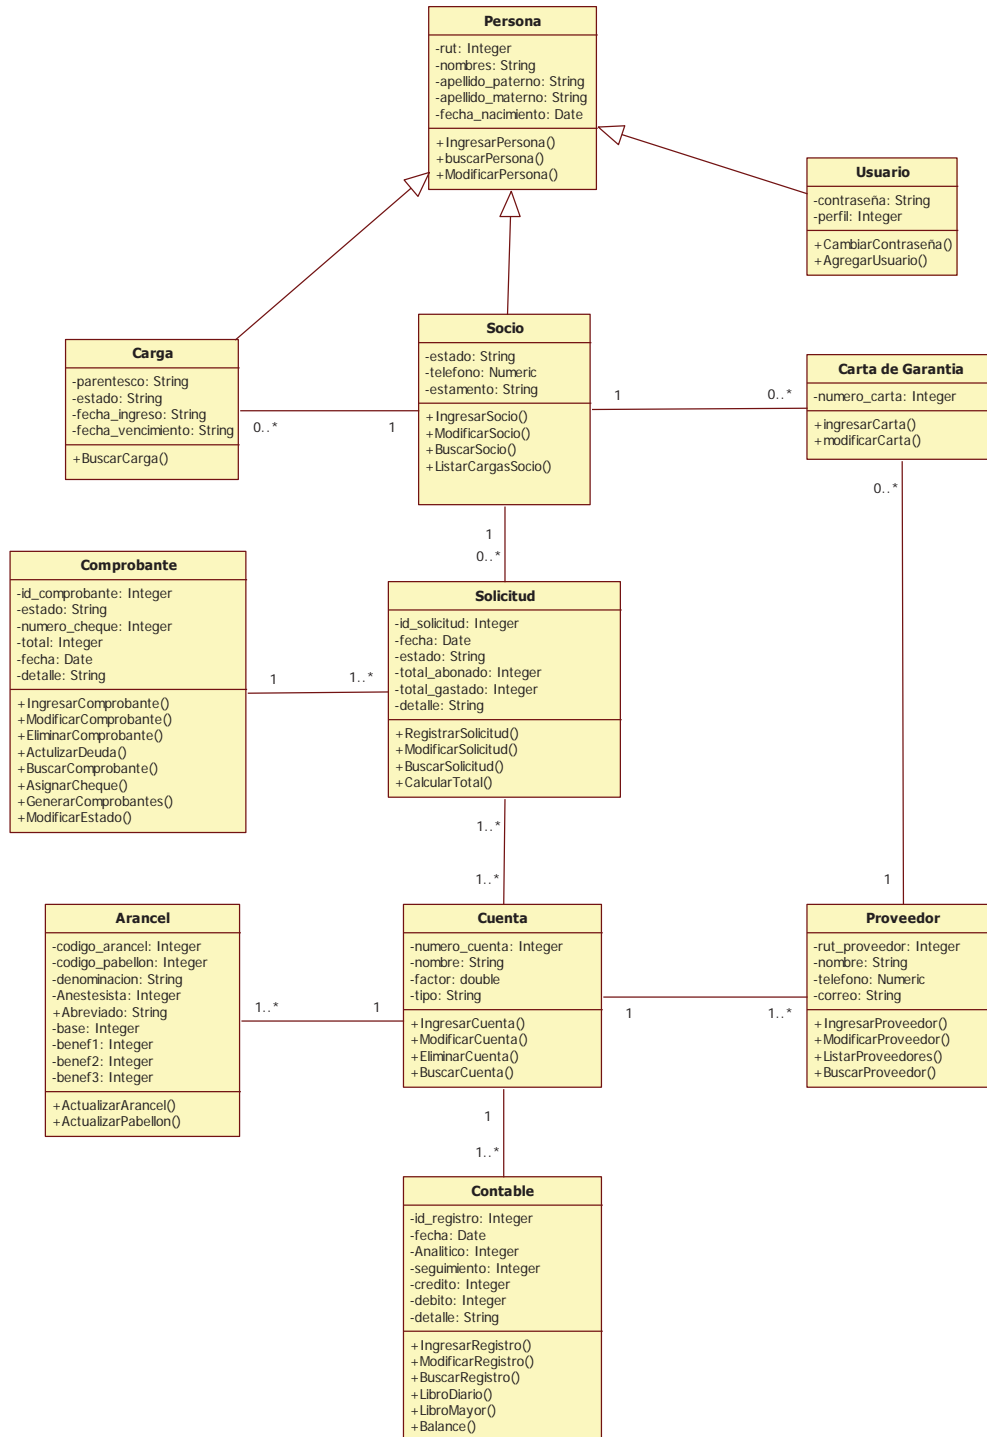 Persona
-rut: Integer
-nombres: String
-apellido_paterno: String
-apellido_materno: String
-fecha_nacimiento: Date
+IngresarPersona()
+buscarPersona()
+ModificarPersona()
Usuario
-contraseña: String
-perfil: Integer
+CambiarContraseña()
+AgregarUsuario()
Carga
-parentesco: String
-estado: String
-fecha_ingreso: String
-fecha_vencimiento: String
+BuscarCarga()
0..*
1
Socio
-estado: String
-telefono: Numeric
-estamento: String
+IngresarSocio()
+ModificarSocio()
+BuscarSocio()
+ListarCargasSocio()
1
0..*
Carta de Garantia
-numero_carta: Integer
+ingresarCarta()
+modificarCarta()
0..*
1
0..*
Comprobante
-id_comprobante: Integer
-estado: String
-numero_cheque: Integer
-total: Integer
-fecha: Date
-detalle: String
+IngresarComprobante()
+ModificarComprobante()
+EliminarComprobante()
+ActulizarDeuda()
+BuscarComprobante()
+AsignarCheque()
+GenerarComprobantes()
+ModificarEstado()
1
1..*
Solicitud
-id_solicitud: Integer
-fecha: Date
-estado: String
-total_abonado: Integer
-total_gastado: Integer
-detalle: String
+RegistrarSolicitud()
+ModificarSolicitud()
+BuscarSolicitud()
+CalcularTotal()
1..*
1..*
1
Arancel
-codigo_arancel: Integer
-codigo_pabellon: Integer
-denominacion: String
-Anestesista: Integer
+Abreviado: String
-base: Integer
-benef1: Integer
-benef2: Integer
-benef3: Integer
+ActualizarArancel()
+ActualizarPabellon()
1..*
1
Cuenta
-numero_cuenta: Integer
-nombre: String
-factor: double
-tipo: String
+IngresarCuenta()
+ModificarCuenta()
+EliminarCuenta()
+BuscarCuenta()
1
1..*
Proveedor
-rut_proveedor: Integer
-nombre: String
-telefono: Numeric
-correo: String
+IngresarProveedor()
+ModificarProveedor()
+ListarProveedores()
+BuscarProveedor()
1
1..*
Contable
-id_registro: Integer
-fecha: Date
-Analitico: Integer
-seguimiento: Integer
-credito: Integer
-debito: Integer
-detalle: String
+IngresarRegistro()
+ModificarRegistro()
+BuscarRegistro()
+LibroDiario()
+LibroMayor()
+Balance()